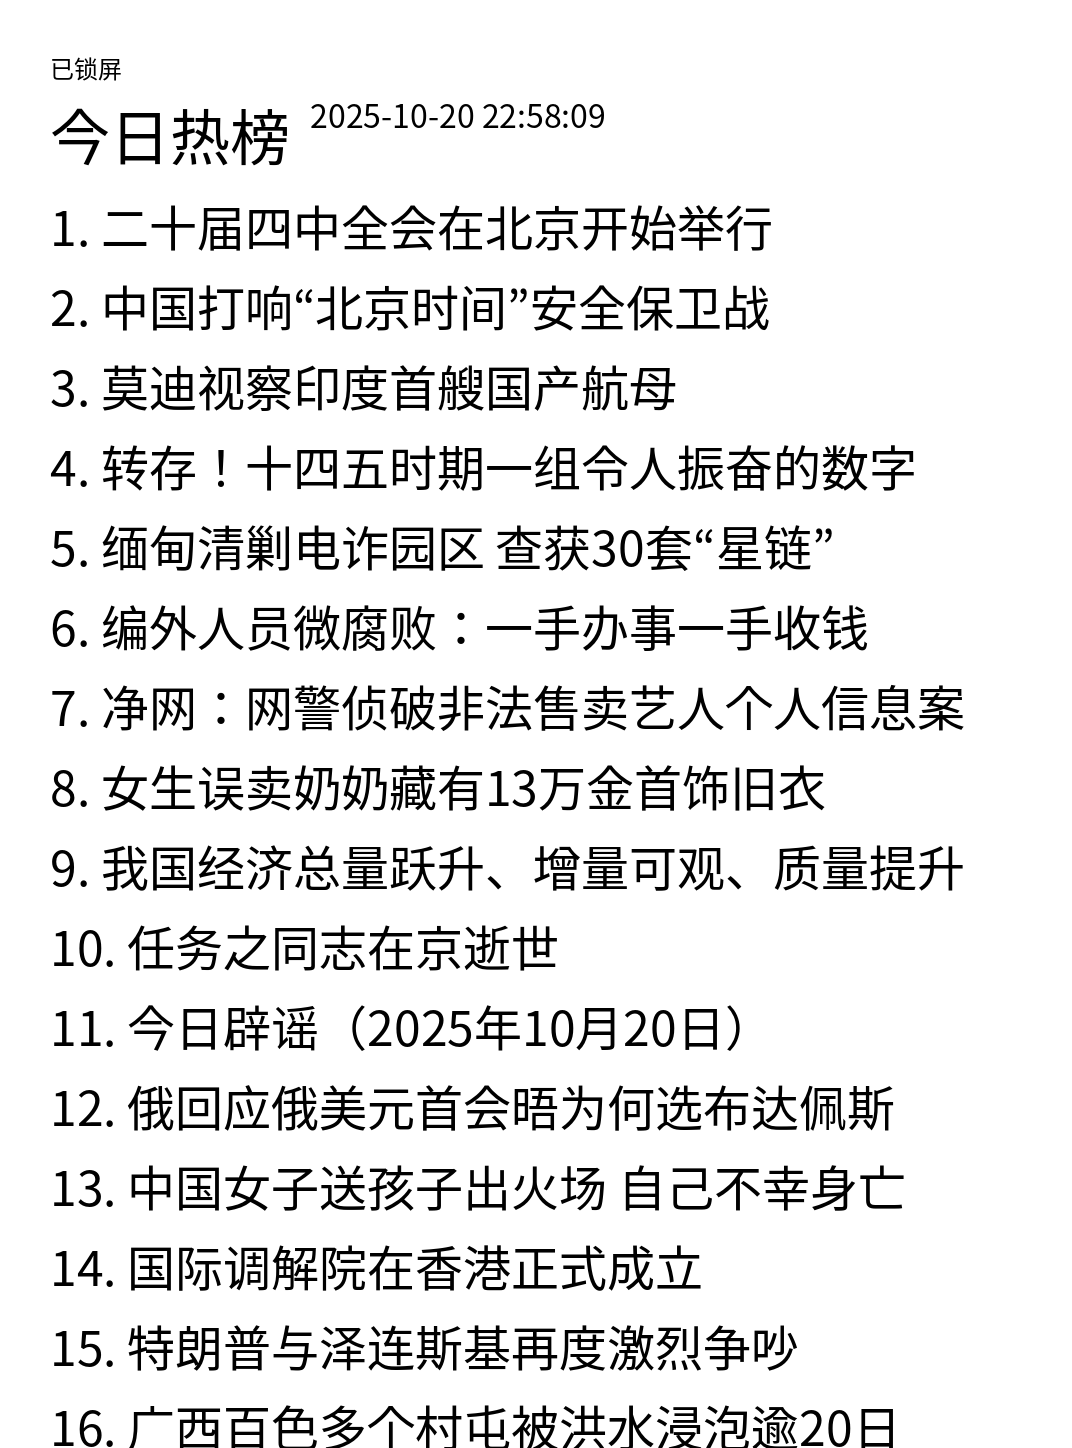 已锁屏
今日热榜 2025-10-20 22:58:09
1. 二十届四中全会在北京开始举行
2. 中国打响“北京时间”安全保卫战
3. 莫迪视察印度首艘国产航母
4. 转存！十四五时期一组令人振奋的数字
5. 缅甸清剿电诈园区 查获30套“星链”
6. 编外人员微腐败：一手办事一手收钱
7. 净网：网警侦破非法售卖艺人个人信息案
8. 女生误卖奶奶藏有13万金首饰旧衣
9. 我国经济总量跃升、增量可观、质量提升
10. 任务之同志在京逝世
11. 今日辟谣（2025年10月20日）
12. 俄回应俄美元首会晤为何选布达佩斯
13. 中国女子送孩子出火场 自己不幸身亡
14. 国际调解院在香港正式成立
15. 特朗普与泽连斯基再度激烈争吵
16. 广西百色多个村屯被洪水浸泡逾20日